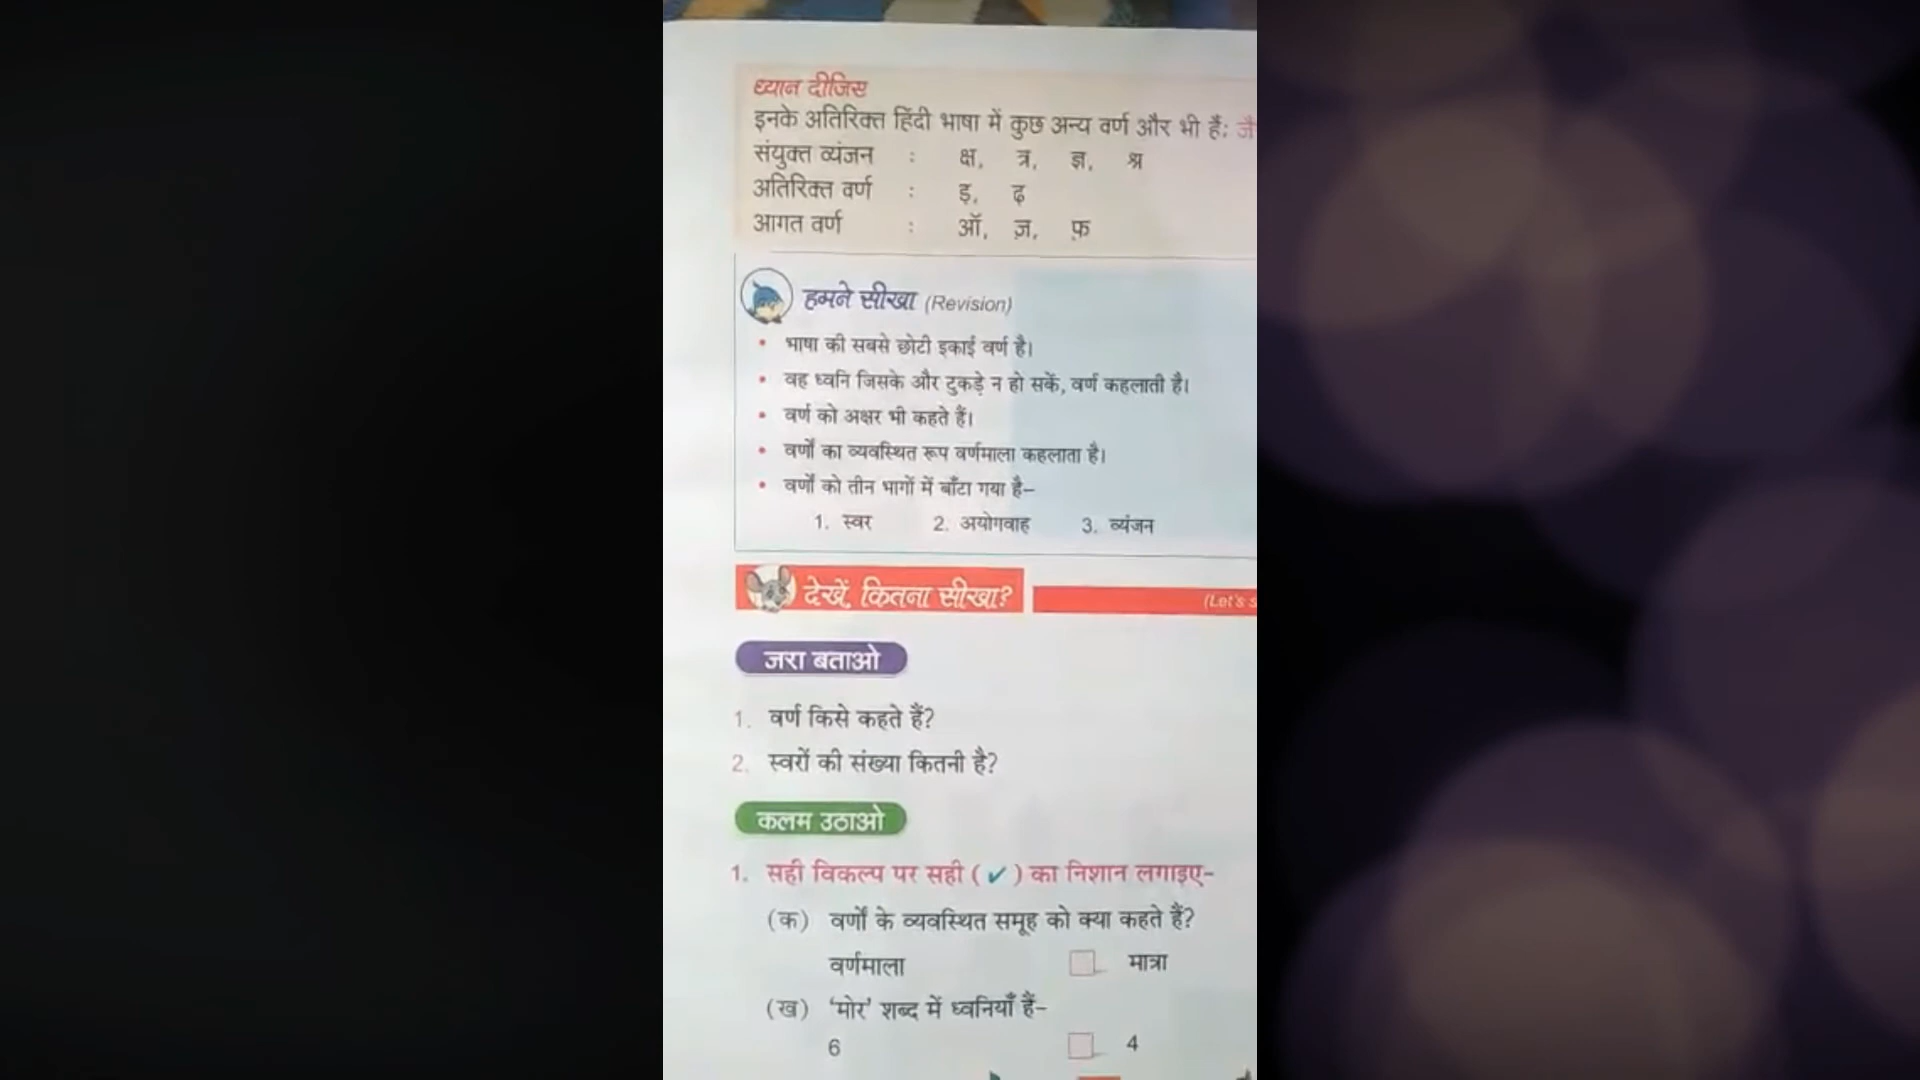 ध्यान दीजिए
इनके अतिरिक्त हिंदी भाषा में कुछ अन्य वर्ण और भी हैं;
संयुक्त व्यंजन : क्ष, त्र, ज्ञ, श्र
अतिरिक्त वर्ण : ड़, ढ़
आगत वर्ण : ऑ, ज़, फ़
हमने सीखा (Revision)
• भाषा की सबसे छोटी इकाई वर्ण है।
• वह ध्वनि जिसके और टुकड़े न हो सकें, वर्ण कहलाती है।
• वर्ण को अक्षर भी कहते हैं।
• वर्णों का व्यवस्थित रूप वर्णमाला कहलाता है।
• वर्णों को तीन भागों में बाँटा गया है–
1. स्वर 2. अयोगवाह 3. व्यंजन
देखें, कितना सीखा?
(Let's
जरा बताओ
1. वर्ण किसे कहते हैं?
2. स्वरों की संख्या कितनी है?
कलम उठाओ
1. सही विकल्प पर सही (✓) का निशान लगाइए–
(क) वर्णों के व्यवस्थित समूह को क्या कहते हैं?
वर्णमाला मात्रा
(ख) ‘मोर’ शब्द में ध्वनियाँ हैं–
6 4